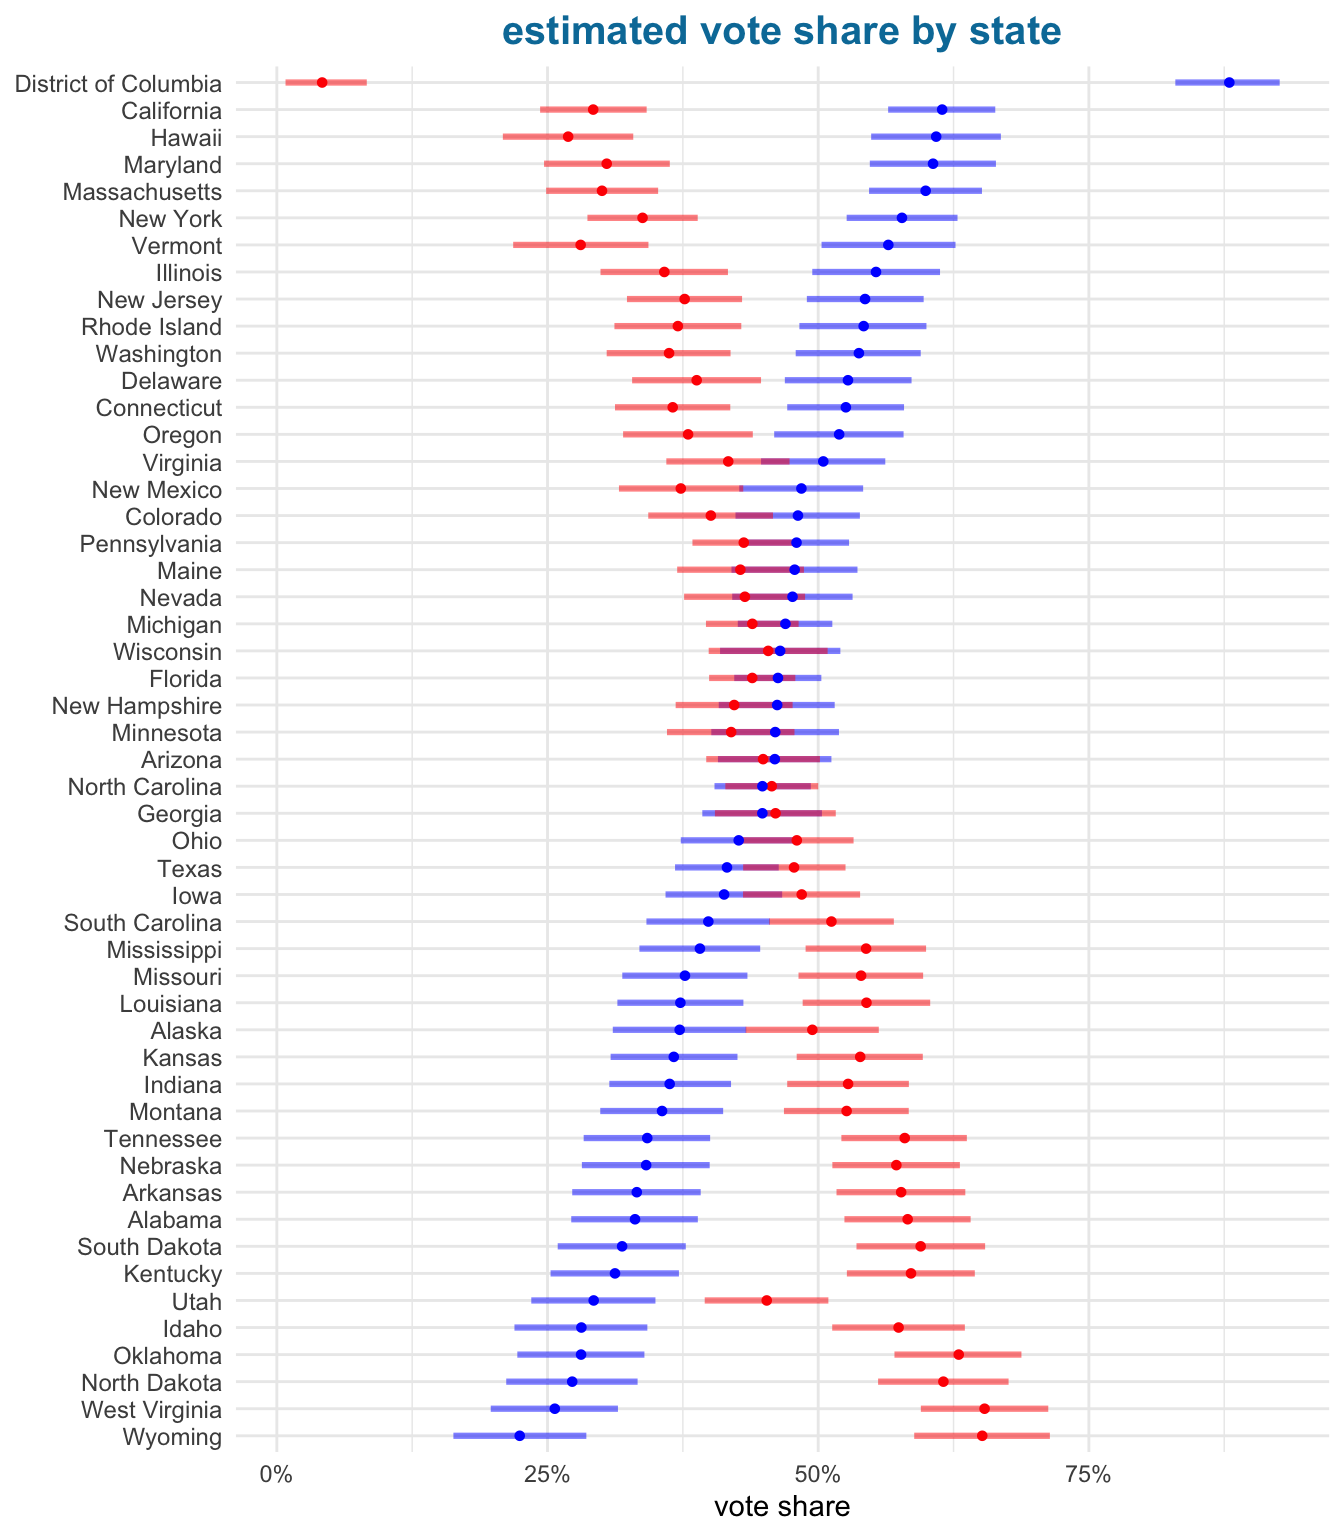 estimated vote share by state
District of Columbia
California
Hawaii
Maryland
Massachusetts
New York
Vermont
Illinois
New Jersey
Rhode Island
Washington
Delaware
Connecticut
Oregon
Virginia
New Mexico
Colorado
Pennsylvania
Maine
Nevada
Michigan
Wisconsin
Florida
New Hampshire
Minnesota
Arizona
North Carolina
Georgia
Ohio
Texas
Iowa
South Carolina
Mississippi
Missouri
Louisiana
Alaska
Kansas
Indiana
Montana
Tennessee
Nebraska
Arkansas
Alabama
South Dakota
Kentucky
Utah
Idaho
Oklahoma
North Dakota
West Virginia
Wyoming
0% 25% 50% 75%
vote share